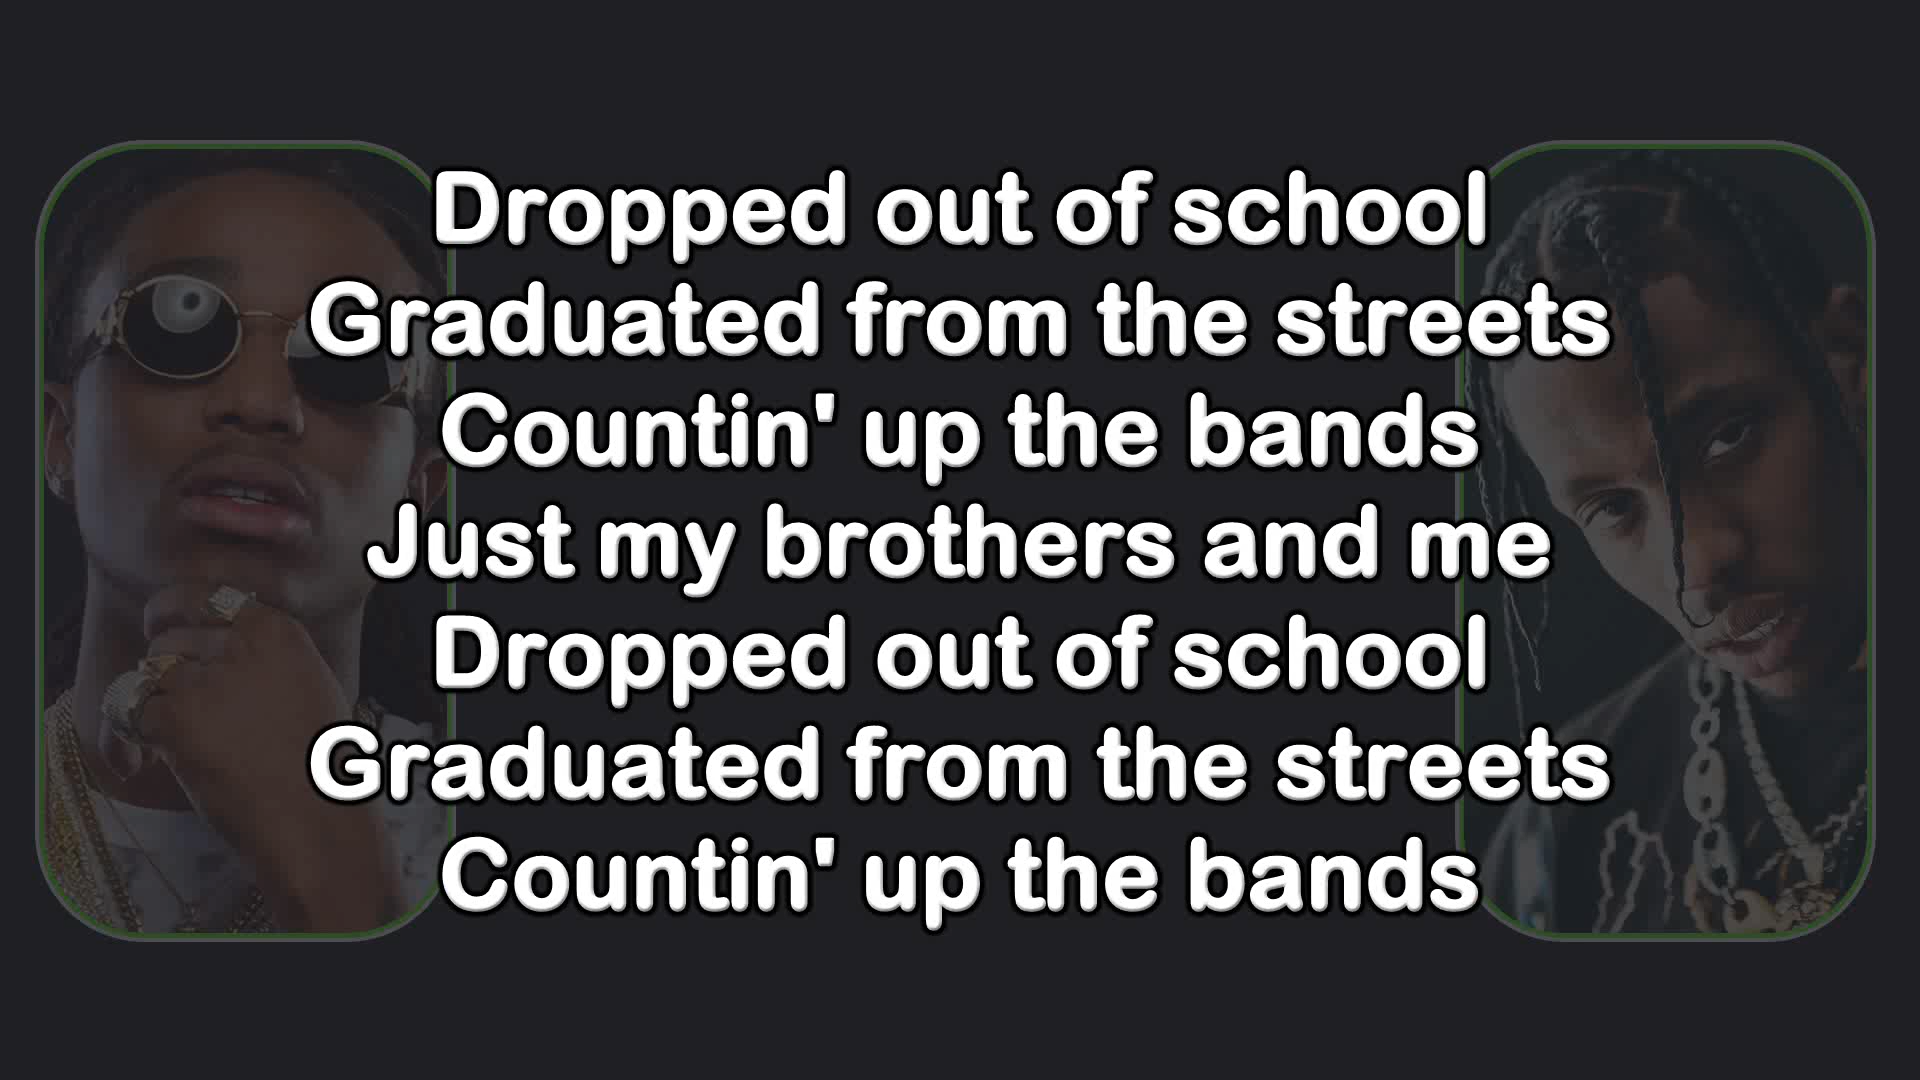 Dropped out of school
Graduated from the streets
Countin' up the bands
Just my brothers and me
Dropped out of school
Graduated from the streets
Countin' up the bands